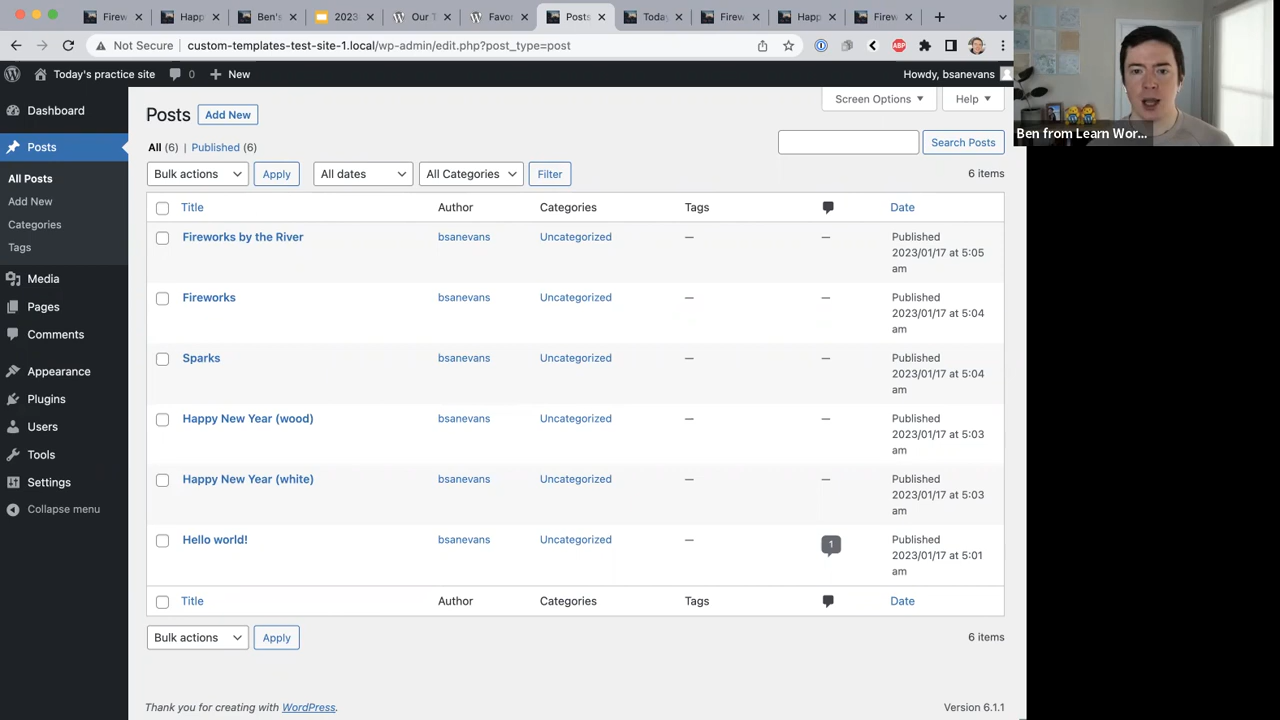 Firew
Happ
Ben's
2023
Our T
Favor
Posts
Today
Firew
Happ
Firew
Not Secure
custom-templates-test-site-1.local/wp-admin/edit.php?post_type=post
ABP
Today's practice site
0
New
Howdy, bsanevans
Ben from Learn Wor...
Dashboard
Posts
All Posts
Add New
Categories
Tags
Media
Pages
Comments
Appearance
Plugins
Users
Tools
Settings
Collapse menu
Screen Options
Help
Posts
Add New
All (6) | Published (6)
Search Posts
Bulk actions
Apply
All dates
All Categories
Filter
6 items
Title
Author
Categories
Tags
Date
Fireworks by the River
bsanevans
Uncategorized
—
—
Published
2023/01/17 at 5:05
am
Fireworks
bsanevans
Uncategorized
—
—
Published
2023/01/17 at 5:04
am
Sparks
bsanevans
Uncategorized
—
—
Published
2023/01/17 at 5:04
am
Happy New Year (wood)
bsanevans
Uncategorized
—
—
Published
2023/01/17 at 5:03
am
Happy New Year (white)
bsanevans
Uncategorized
—
—
Published
2023/01/17 at 5:03
am
Hello world!
bsanevans
Uncategorized
—
1
Published
2023/01/17 at 5:01
am
Title
Author
Categories
Tags
Date
Bulk actions
Apply
6 items
Thank you for creating with WordPress.
Version 6.1.1